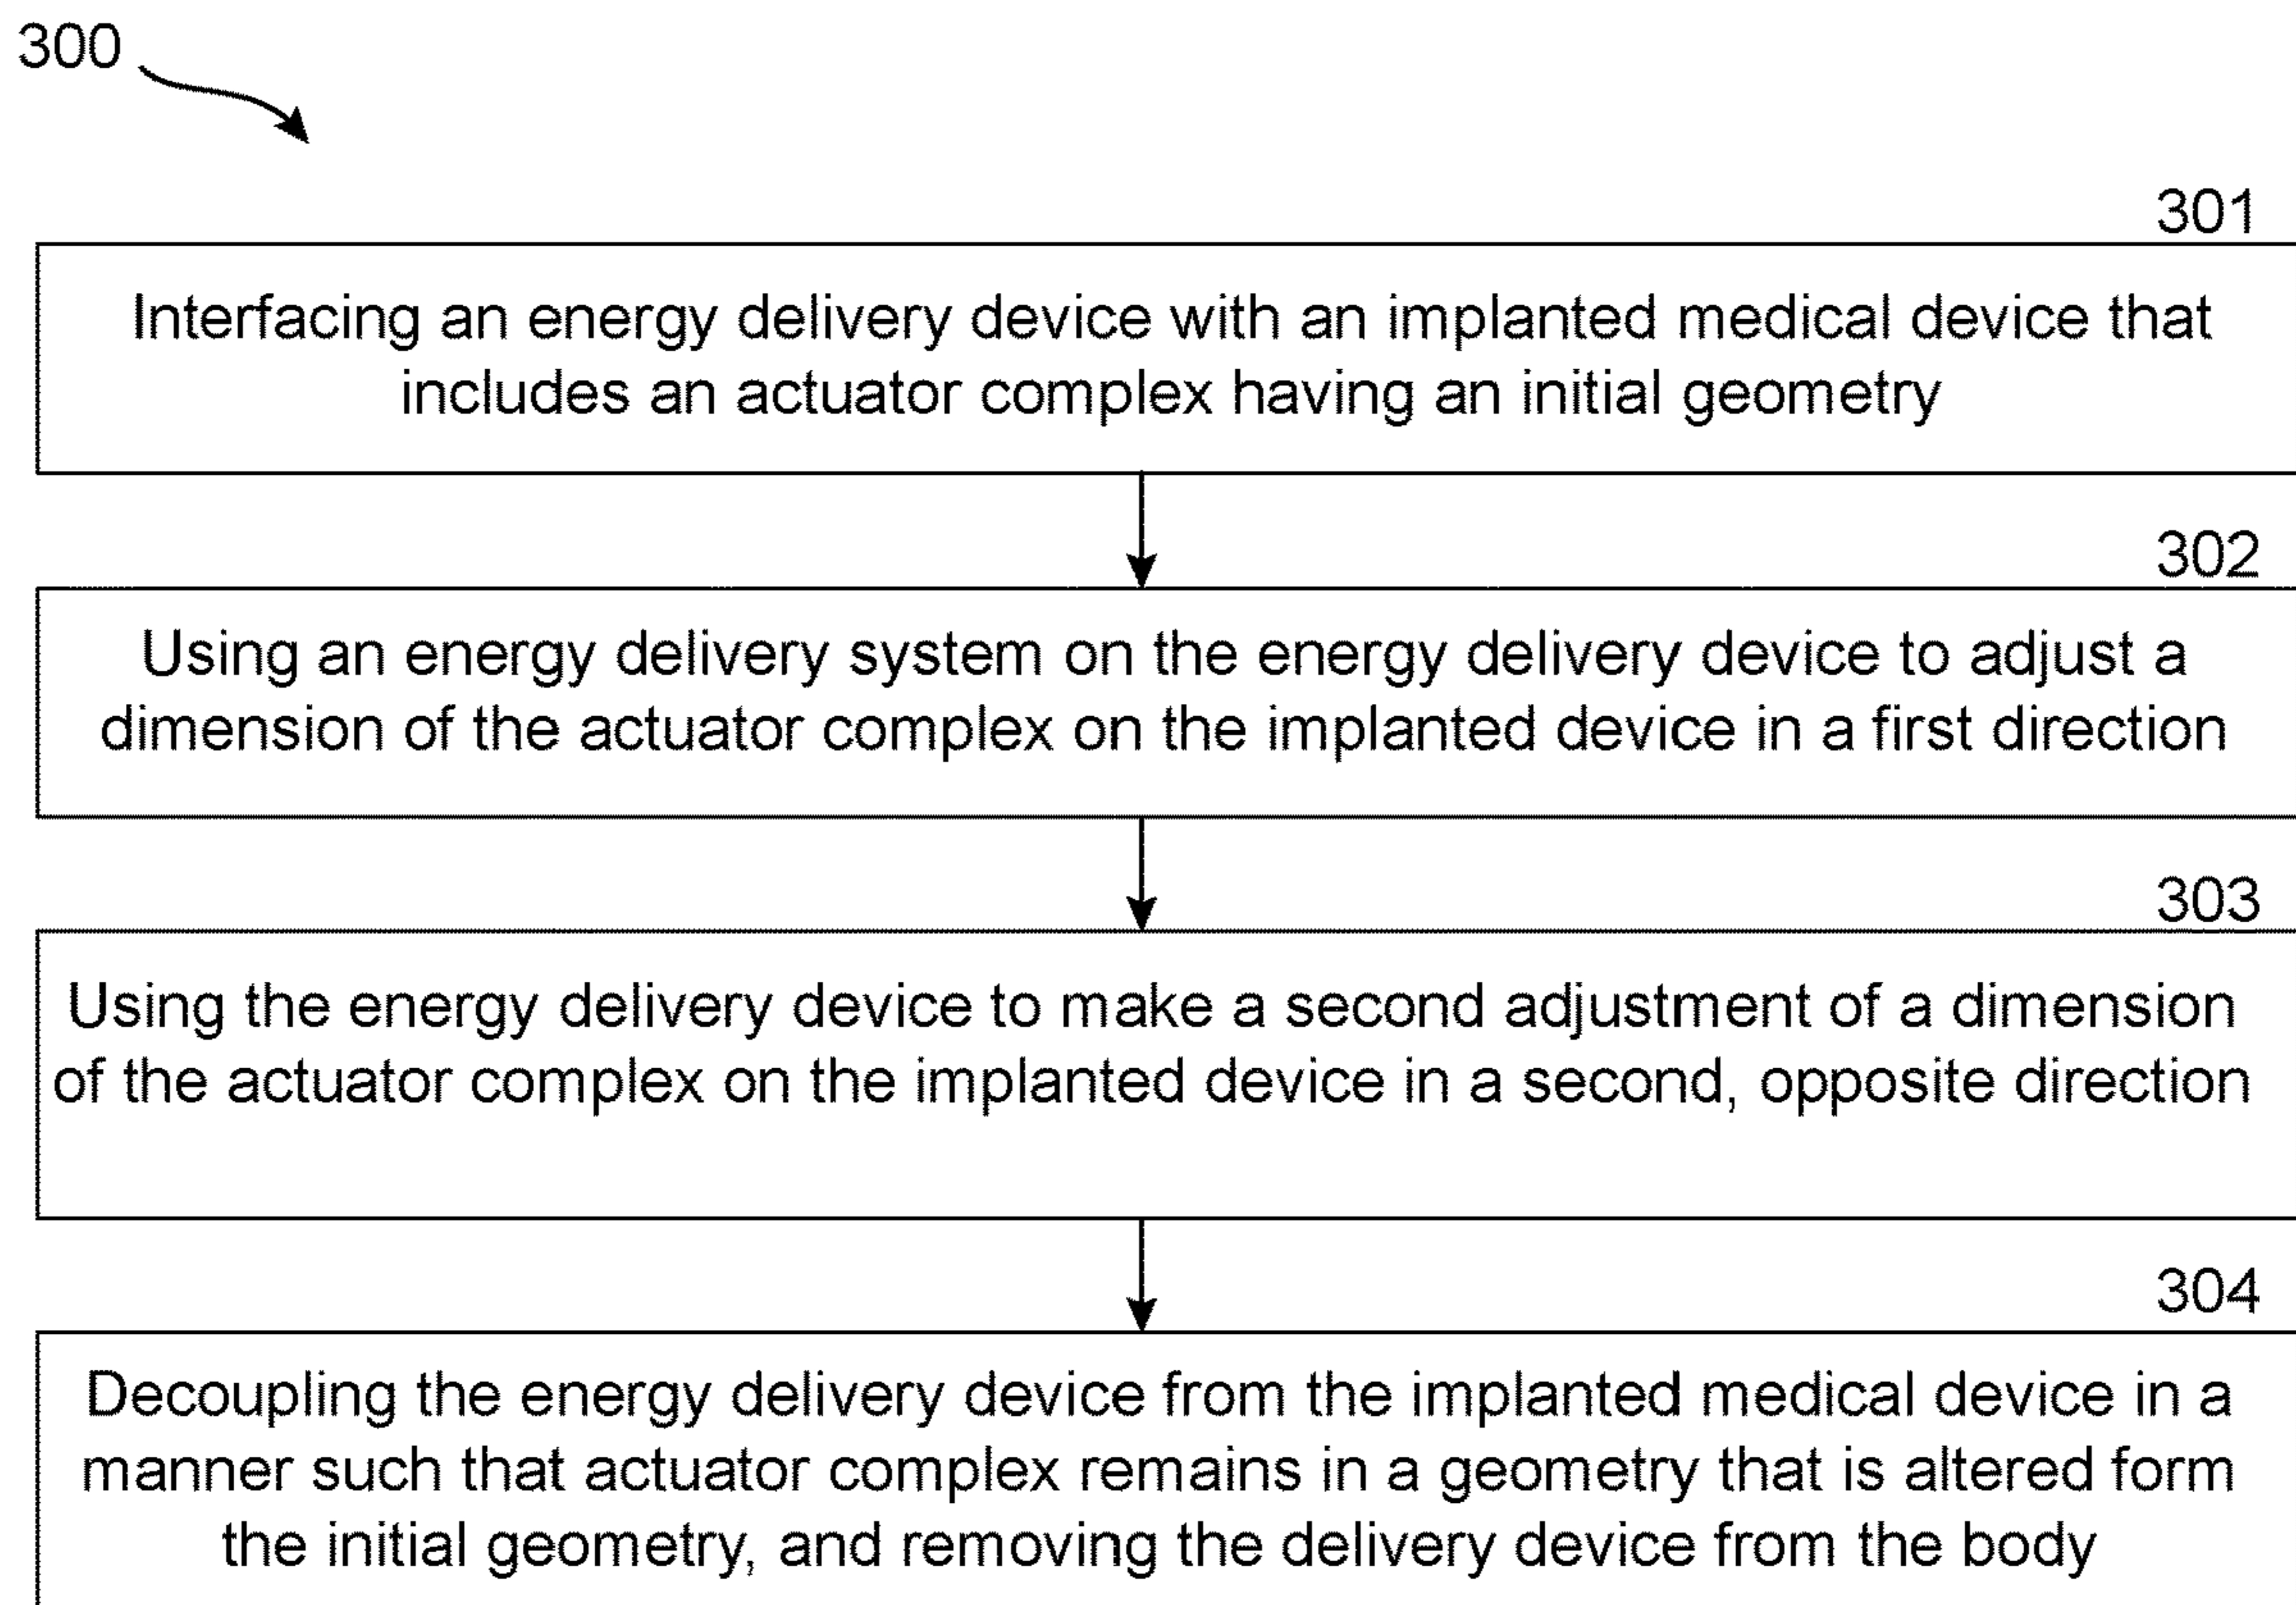 300
301
Interfacing an energy delivery device with an implanted medical device that
includes an actuator complex having an initial geometry
302
Using an energy delivery system on the energy delivery device to adjust a
dimension of the actuator complex on the implanted device in a first direction
303
Using the energy delivery device to make a second adjustment of a dimension
of the actuator complex on the implanted device in a second, opposite direction
304
Decoupling the energy delivery device from the implanted medical device in a
manner such that actuator complex remains in a geometry that is altered form
the initial geometry, and removing the delivery device from the body